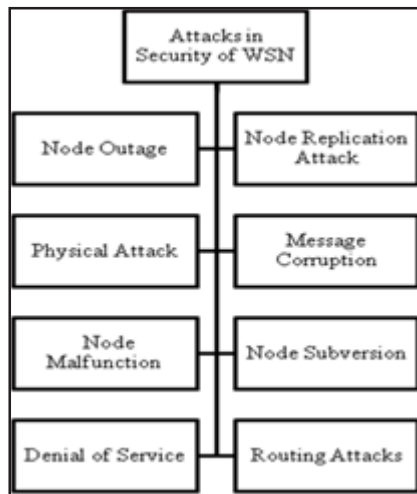 Attacks in
Security of WSN
Node Outage
Node Replication
Attack
Physical Attack
Message
Corruption
Node
Malfunction
Node Subversion
Denial of Service
Routing Attacks